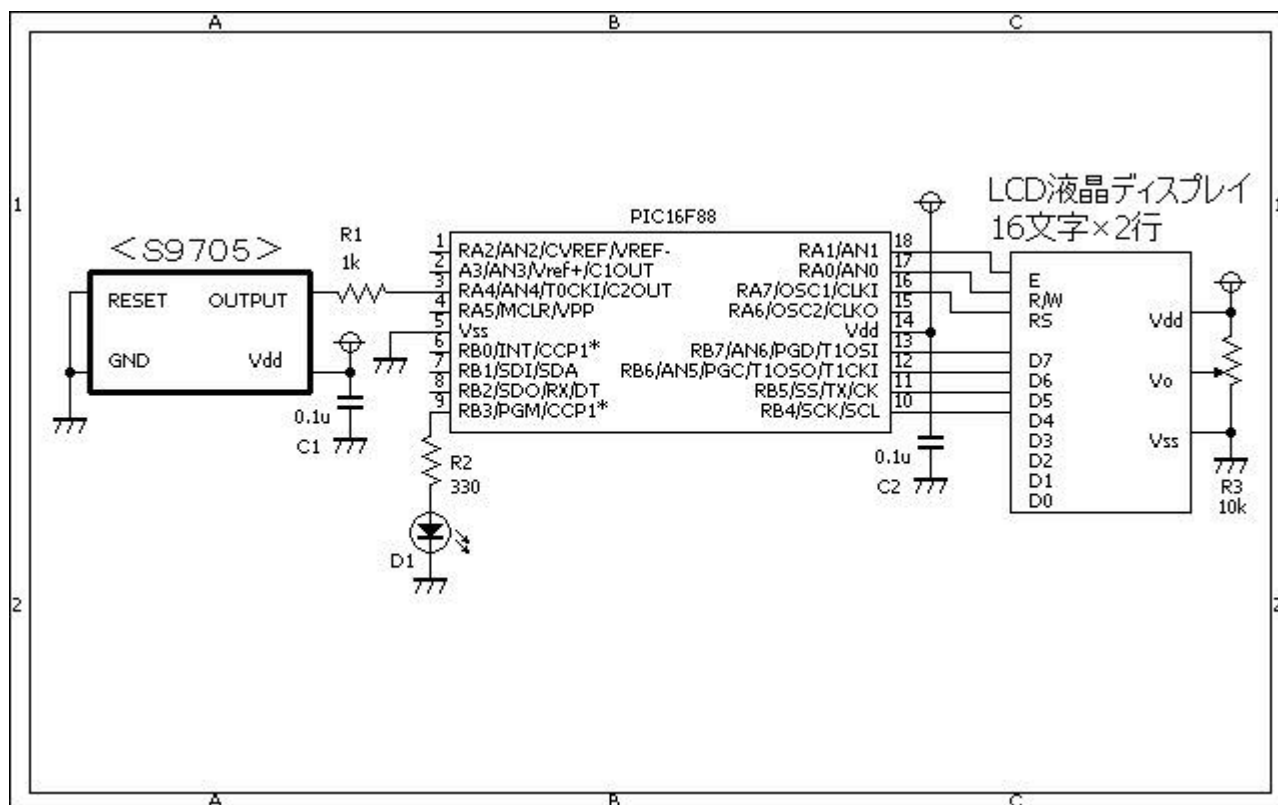 A B C
1 1
LCD液晶ディスプレイ
16文字×2行
PIC16F88
<S9705>
R1
1k
RESET OUTPUT
GND Vdd
0.1u
C1
1 RA2/AN2/CVREF/VREF- RA1/AN1 18
2 A3/AN3/Vref+/C1OUT RA0/AN0 17
3 RA4/AN4/T0CKI/C2OUT RA7/OSC1/CLKI 16
4 RA5/MCLR/VPP RA6/OSC2/CLKO 15
5 Vss Vdd 14
6 RB0/INT/CCP1* RB7/AN6/PGD/T1OSI 13
7 RB1/SDI/SDA RB6/AN5/PGC/T1OSO/T1CKI 12
8 RB2/SDO/RX/DT RB5/SS/TX/CK 11
9 RB3/PGM/CCP1* RB4/SCK/SCL 10
R2
330
D1
0.1u
C2
E
R/W
RS
D7
D6
D5
D4
D3
D2
D1
D0
Vdd
Vo
Vss
R3
10k
2 2
A B C